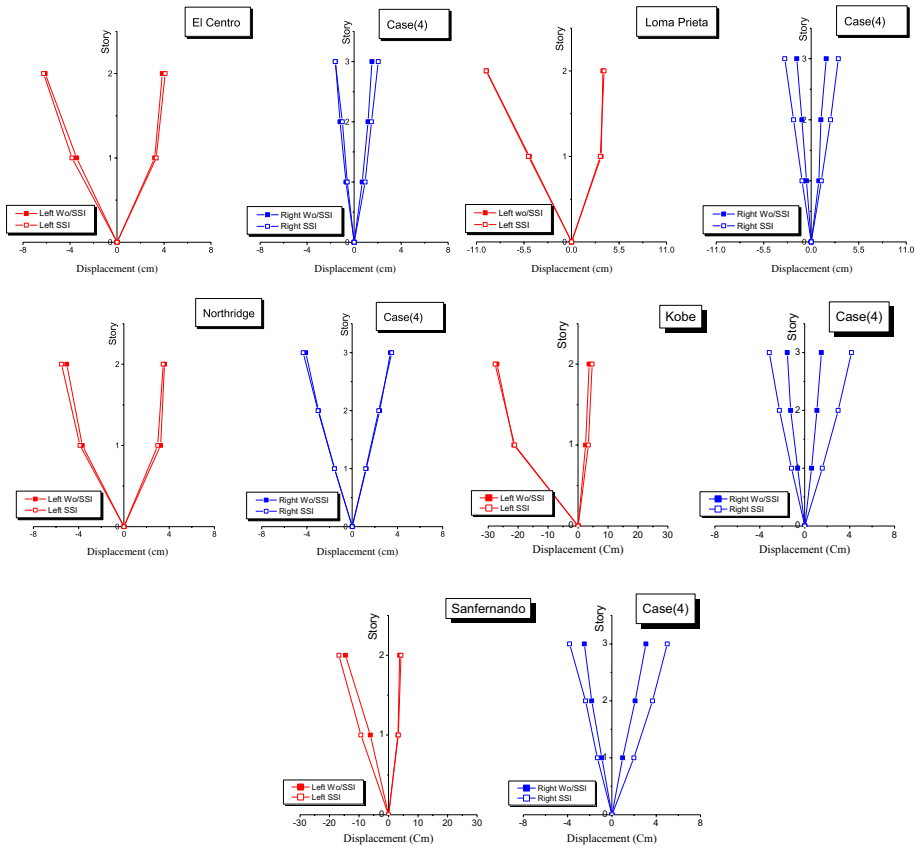 El Centro
Case(4)
Story
2
1
0
Left Wo/SSI
Left SSI
-8 -4 0 4 8
Displacement (cm)
Story
3
2
1
0
Right Wo/SSI
Right SSI
-8 -4 0 4 8
Displacement (cm)
Loma Prieta
Case(4)
Story
2
1
0
Left wo/SSI
Left SSI
-11.0 -5.5 0.0 5.5 11.0
Displacement (cm)
Story
3
2
1
0
Right Wo/SSI
Right SSI
-11.0 -5.5 0.0 5.5 11.0
Displacement (cm)
Northridge
Case(4)
Story
2
1
0
Left Wo/SSI
Left SSI
-8 -4 0 4 8
Displacement (cm)
Story
3
2
1
0
Right Wo/SSI
Right SSI
-8 -4 0 4 8
Displacement (cm)
Kobe
Case(4)
Story
2
1
0
Left Wo/SSI
Left SSI
-30 -20 -10 0 10 20 30
Displacement (Cm)
Story
3
2
1
0
Right Wo/SSI
Right SSI
-8 -4 0 4 8
Displacement (Cm)
Sanfernando
Case(4)
Story
2
1
0
Left Wo/SSI
Left SSI
-30 -20 -10 0 10 20 30
Displacement (Cm)
Story
3
2
1
0
Right Wo/SSI
Right SSI
-8 -4 0 4 8
Displacement (Cm)